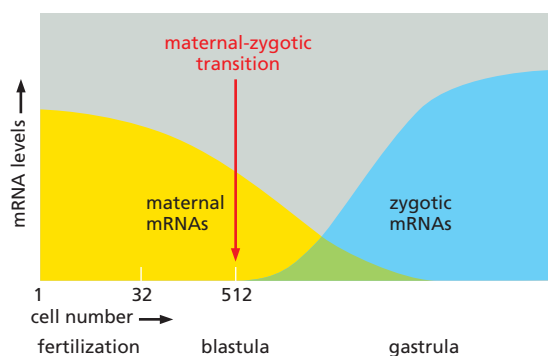 maternal-zygotic
transition
mRNA levels
maternal
mRNAs
zygotic
mRNAs
1 32 512
cell number
fertilization blastula gastrula